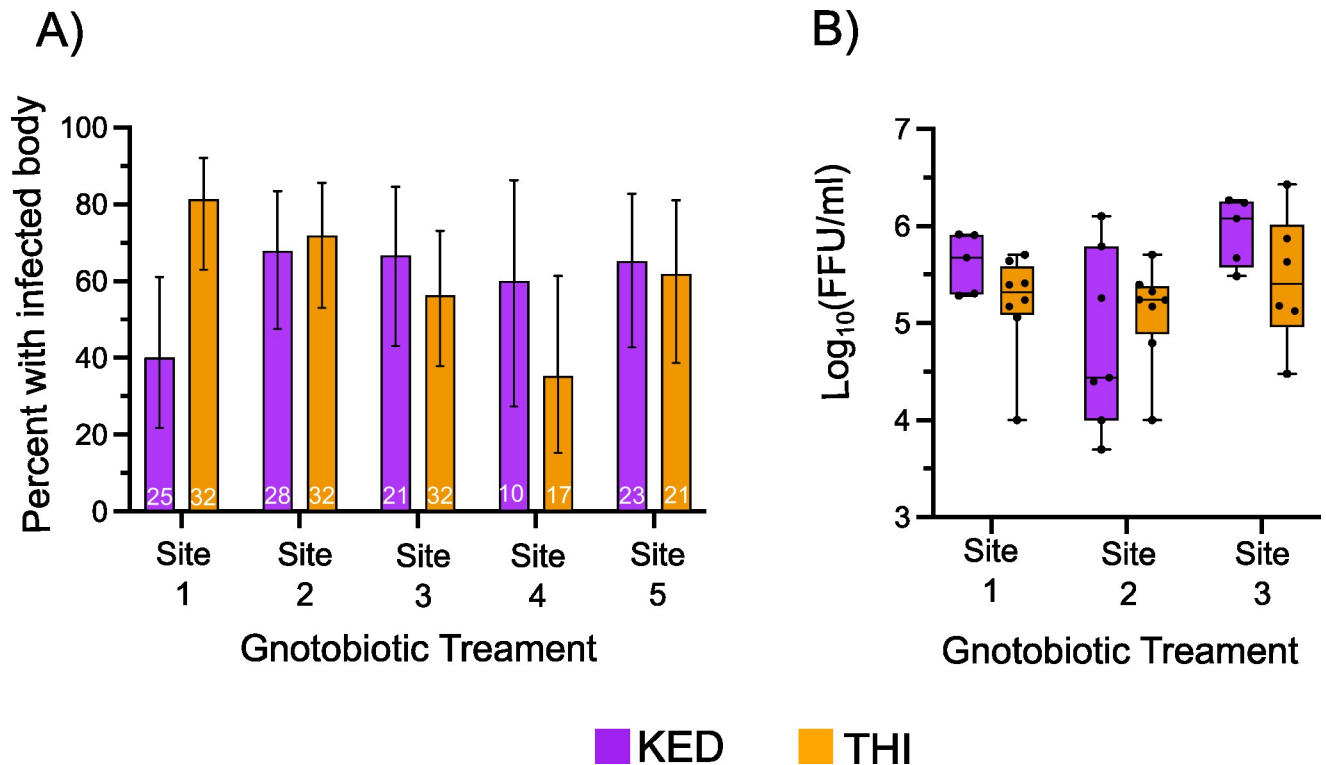 A)
Percent with infected body
100
80
60
40
20
0
25 32 28 32 21 32 10 17 23 21
Site Site Site Site Site
1 2 3 4 5
Gnotobiotic Treament
B)
Log₁₀(FFU/ml)
7
6
5
4
3
Site Site Site
1 2 3
Gnotobiotic Treament
KED THI